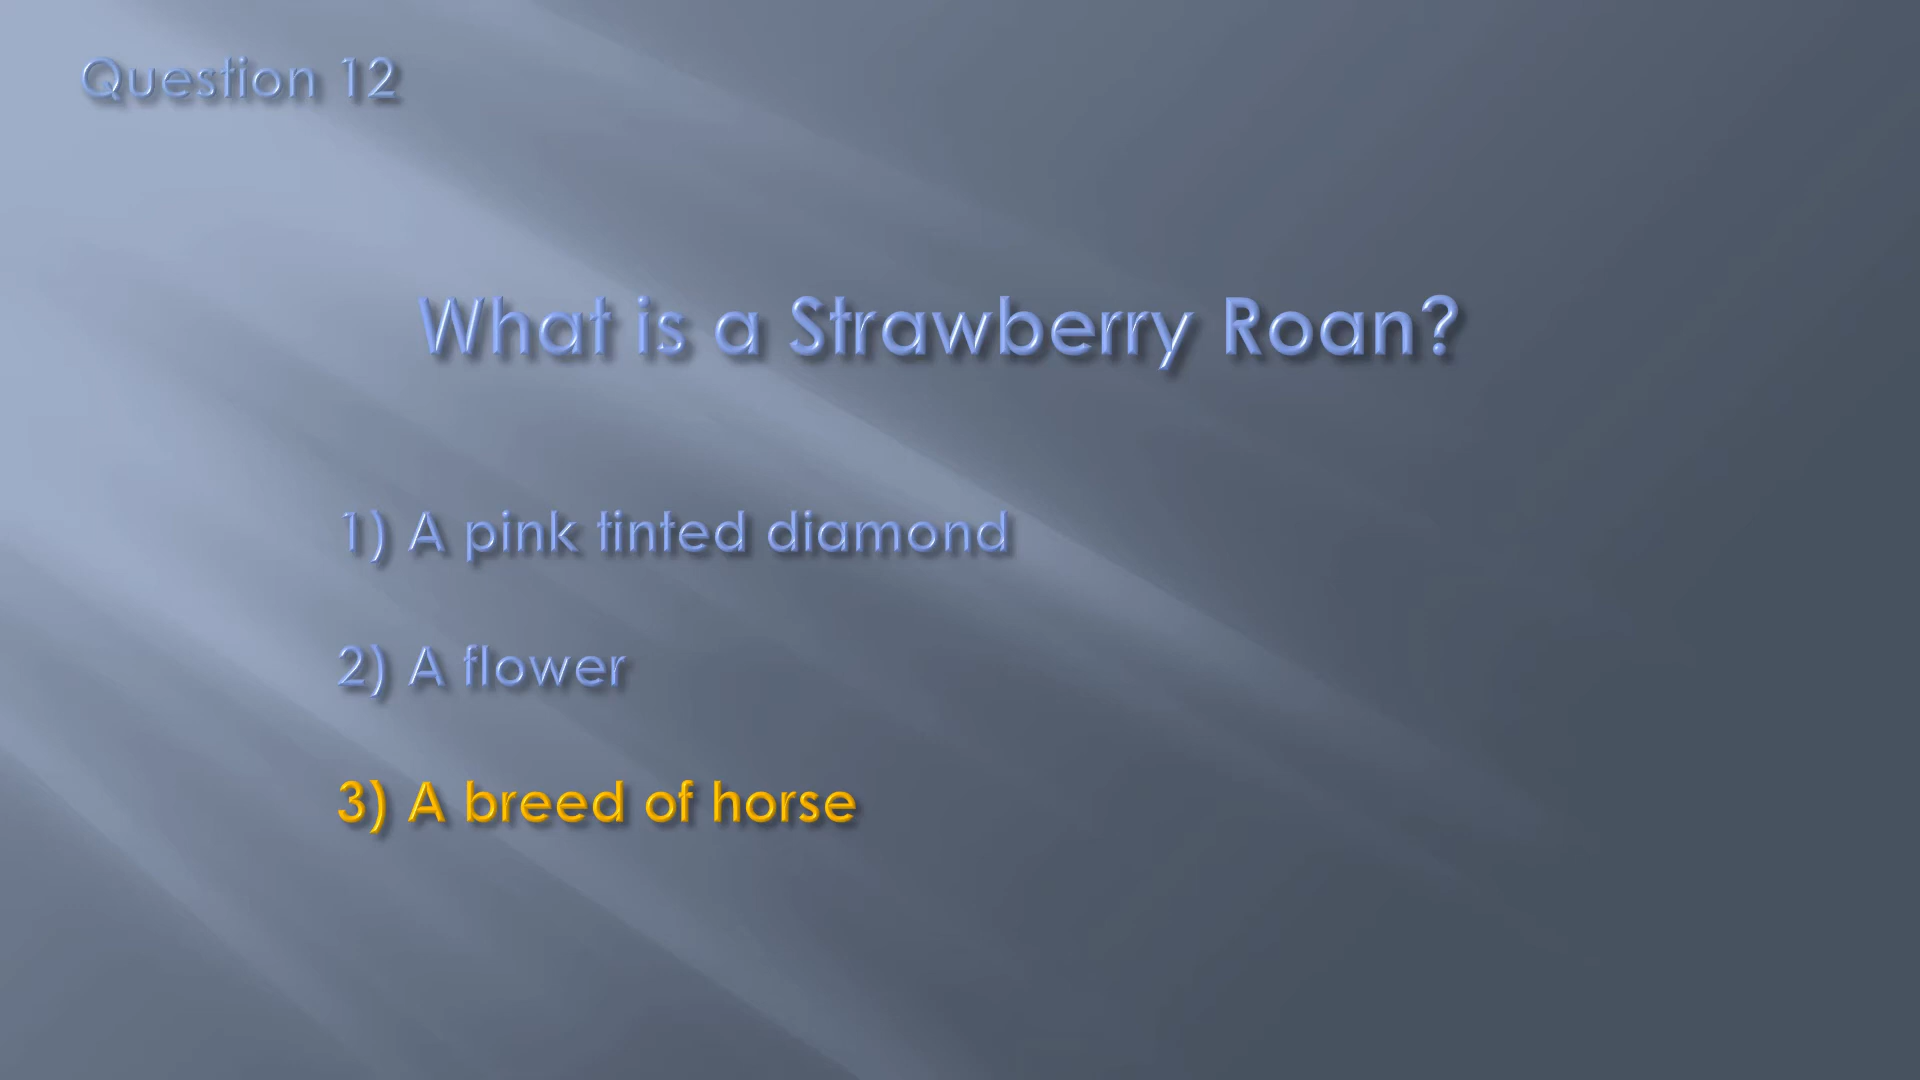 Question 12
What is a Strawberry Roan?
1) A pink tinted diamond
2) A flower
3) A breed of horse